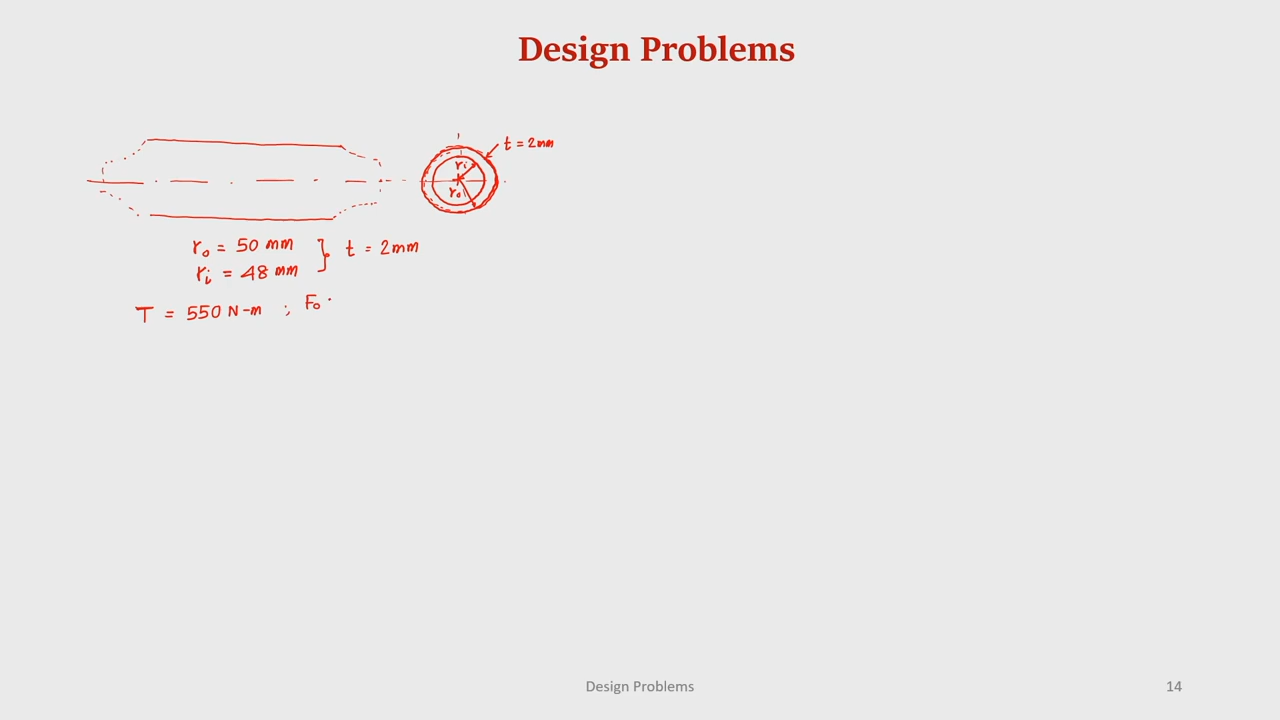 Design Problems
t = 2mm
ri
ro
ro = 50 mm } t = 2mm
ri = 48 mm
T = 550 N-m ; Fo
Design Problems
14